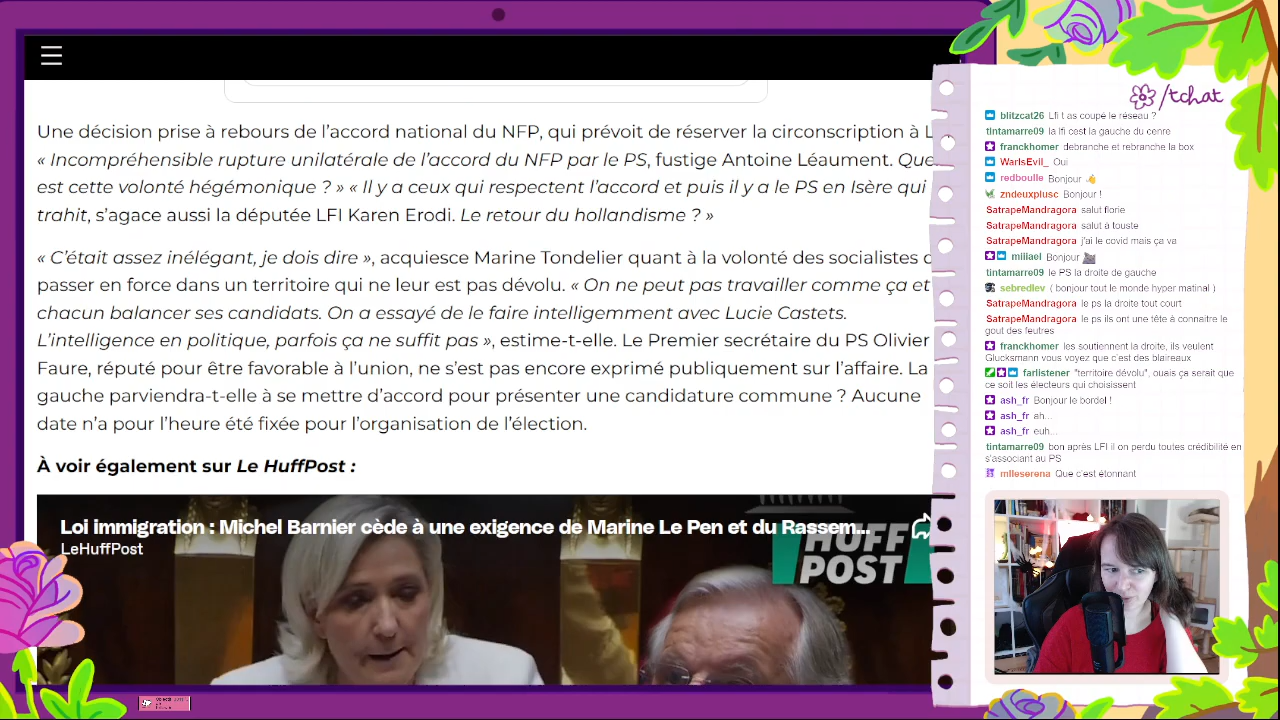 Une décision prise à rebours de l’accord national du NFP, qui prévoit de réserver la circonscription à
« Incompréhensible rupture unilatérale de l’accord du NFP par le PS, fustige Antoine Léaument.
est cette volonté hégémonique ? » « Il y a ceux qui respectent l’accord et puis il y a le PS en Isère qui
trahit, s’agace aussi la députée LFI Karen Erodi. Le retour du hollandisme ? »
« C’était assez inélégant, je dois dire », acquiesce Marine Tondelier quant à la volonté des socialistes
passer en force dans un territoire qui ne leur est pas dévolu. « On ne peut pas travailler comme ça et
chacun balancer ses candidats. On a essayé de le faire intelligemment avec Lucie Castets.
L’intelligence en politique, parfois ça ne suffit pas », estime-t-elle. Le Premier secrétaire du PS Olivier
Faure, réputé pour être favorable à l’union, ne s’est pas encore exprimé publiquement sur l’affaire. La
gauche parviendra-t-elle à se mettre d’accord pour présenter une candidature commune ? Aucune
date n’a pour l’heure été fixée pour l’organisation de l’élection.
À voir également sur Le HuffPost :
Loi immigration : Michel Barnier cède à une exigence de Marine Le Pen et du Rassem...
LeHuffPost
HUFF
POST
/tchat
blitzcat26 Lfi t as coupé le réseau ?
tintamarre09 la lfi cest la gauche du cenre
franckhomer debranche et rebranche la box
WarIsEvil_ Oui
redboulle Bonjour
zndeuxplusc Bonjour !
SatrapeMandragora salut florie
SatrapeMandragora salut à touste
SatrapeMandragora j'ai le covid mais ça va
miliael Bonjour
tintamarre09 le PS la droite de gauche
sebredlev ( bonjour tout le monde hyper matinal )
SatrapeMandragora le ps la droite tout court
SatrapeMandragora le ps ils ont une tête à connaitre le
gout des feutres
franckhomer les soutiennent la droite, ils veulent
Glucksmann vous voyez que c'est des blaireaux
farlistener "territoire dévolu", ouais ça serait que
ce soit les électeurs qui choisissent
ash_fr Bonjour le bordel !
ash_fr ah...
ash_fr euh...
tintamarre09 bon après LFI il on perdu toutes crédibilité en
s'associant au PS
mlleserena Que c'est étonnant